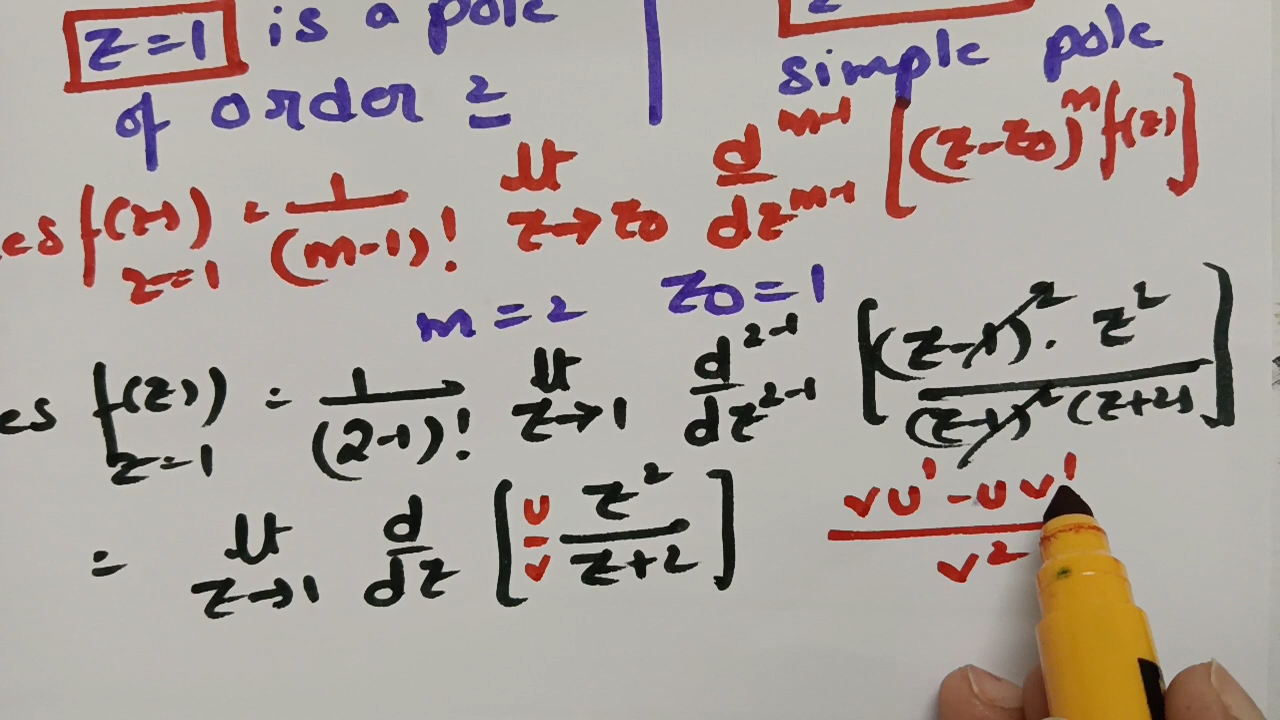 z=1 is a pole
of order 2
simple pole
es f(z) = 1/(m-1)! lt z→z0 d^(m-1)/dz^(m-1) [(z-z0)^m f(z)]
z=1
m=2 z0=1
es f(z) = 1/(2-1)! lt z→1 d^(2-1)/dz^(2-1) [(z-1)^2 . z^2 / (z-1)^2 (z+2)]
z=1
= lt z→1 d/dz [u/v z^2/z+2] vu'-uv'/v^2